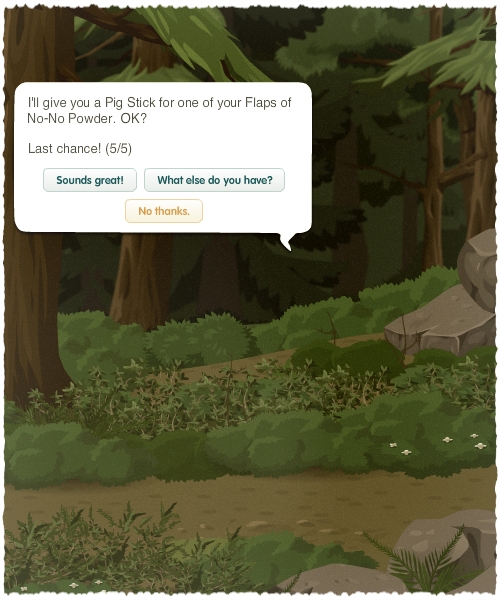 I'll give you a Pig Stick for one of your Flaps of
No-No Powder. OK?
Last chance! (5/5)
Sounds great!
What else do you have?
No thanks.